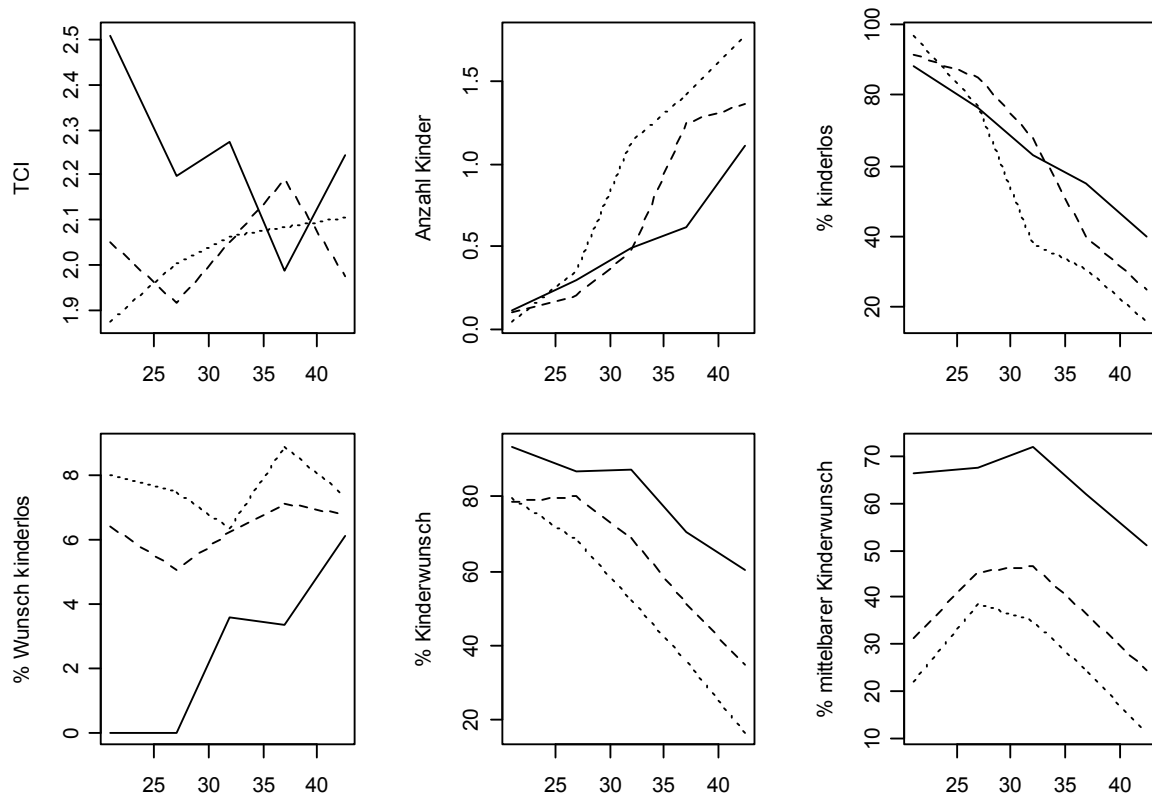 TCI
2.5
2.4
2.3
2.2
2.1
2.0
1.9
25 30 35 40
Anzahl Kinder
1.5
1.0
0.5
0.0
25 30 35 40
% kinderlos
100
80
60
40
20
25 30 35 40
% Wunsch kinderlos
8
6
4
2
0
25 30 35 40
% Kinderwunsch
80
60
40
20
25 30 35 40
% mittelbarer Kinderwunsch
70
60
50
40
30
20
10
25 30 35 40